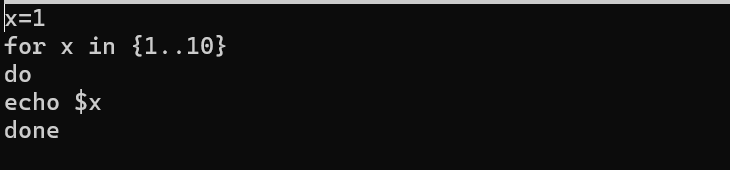 x=1
for x in {1..10}
do
echo $x
done